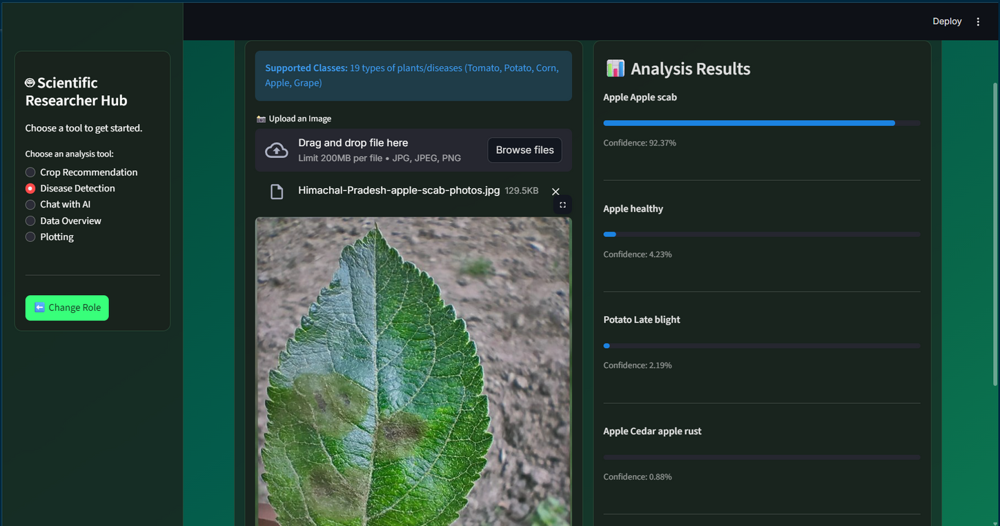 Deploy
Scientific
Researcher Hub
Choose a tool to get started.
Choose an analysis tool:
Crop Recommendation
Disease Detection
Chat with AI
Data Overview
Plotting
Change Role
Supported Classes: 19 types of plants/diseases (Tomato, Potato, Corn,
Apple, Grape)
Upload an Image
Drag and drop file here
Limit 200MB per file • JPG, JPEG, PNG
Browse files
Himachal-Pradesh-apple-scab-photos.jpg 129.5KB
Analysis Results
Apple Apple scab
Confidence: 92.37%
Apple healthy
Confidence: 4.23%
Potato Late blight
Confidence: 2.19%
Apple Cedar apple rust
Confidence: 0.88%